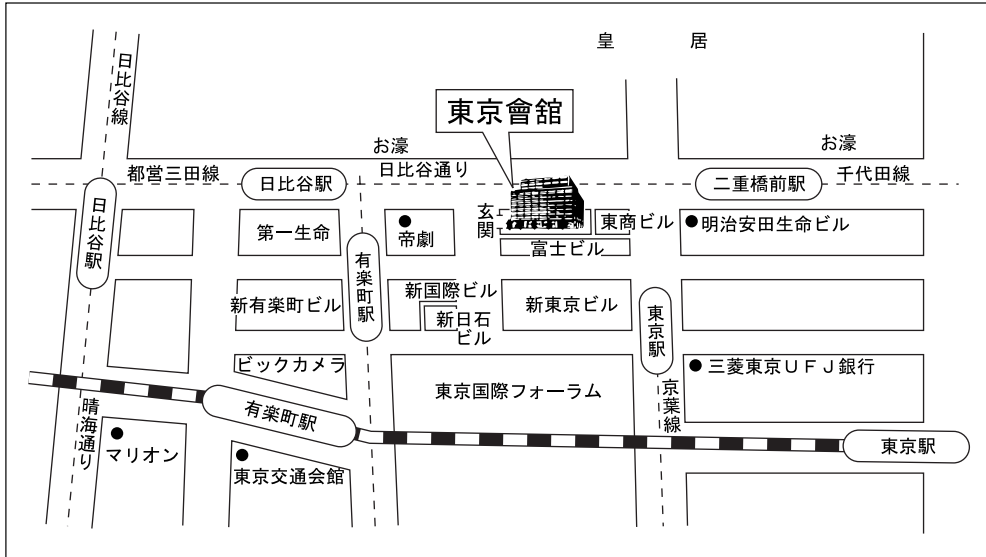 皇居
日比谷線
東京會舘
お濠
お濠
都営三田線
日比谷駅
日比谷通り
二重橋前駅
千代田線
日比谷駅
第一生命
有楽町駅
帝劇
玄関
東商ビル
富士ビル
明治安田生命ビル
新有楽町ビル
新国際ビル
新日石
ビル
新東京ビル
東京駅
ビックカメラ
東京国際フォーラム
三菱東京UFJ銀行
京葉線
晴海通り
有楽町駅
東京駅
マリオン
東京交通会館